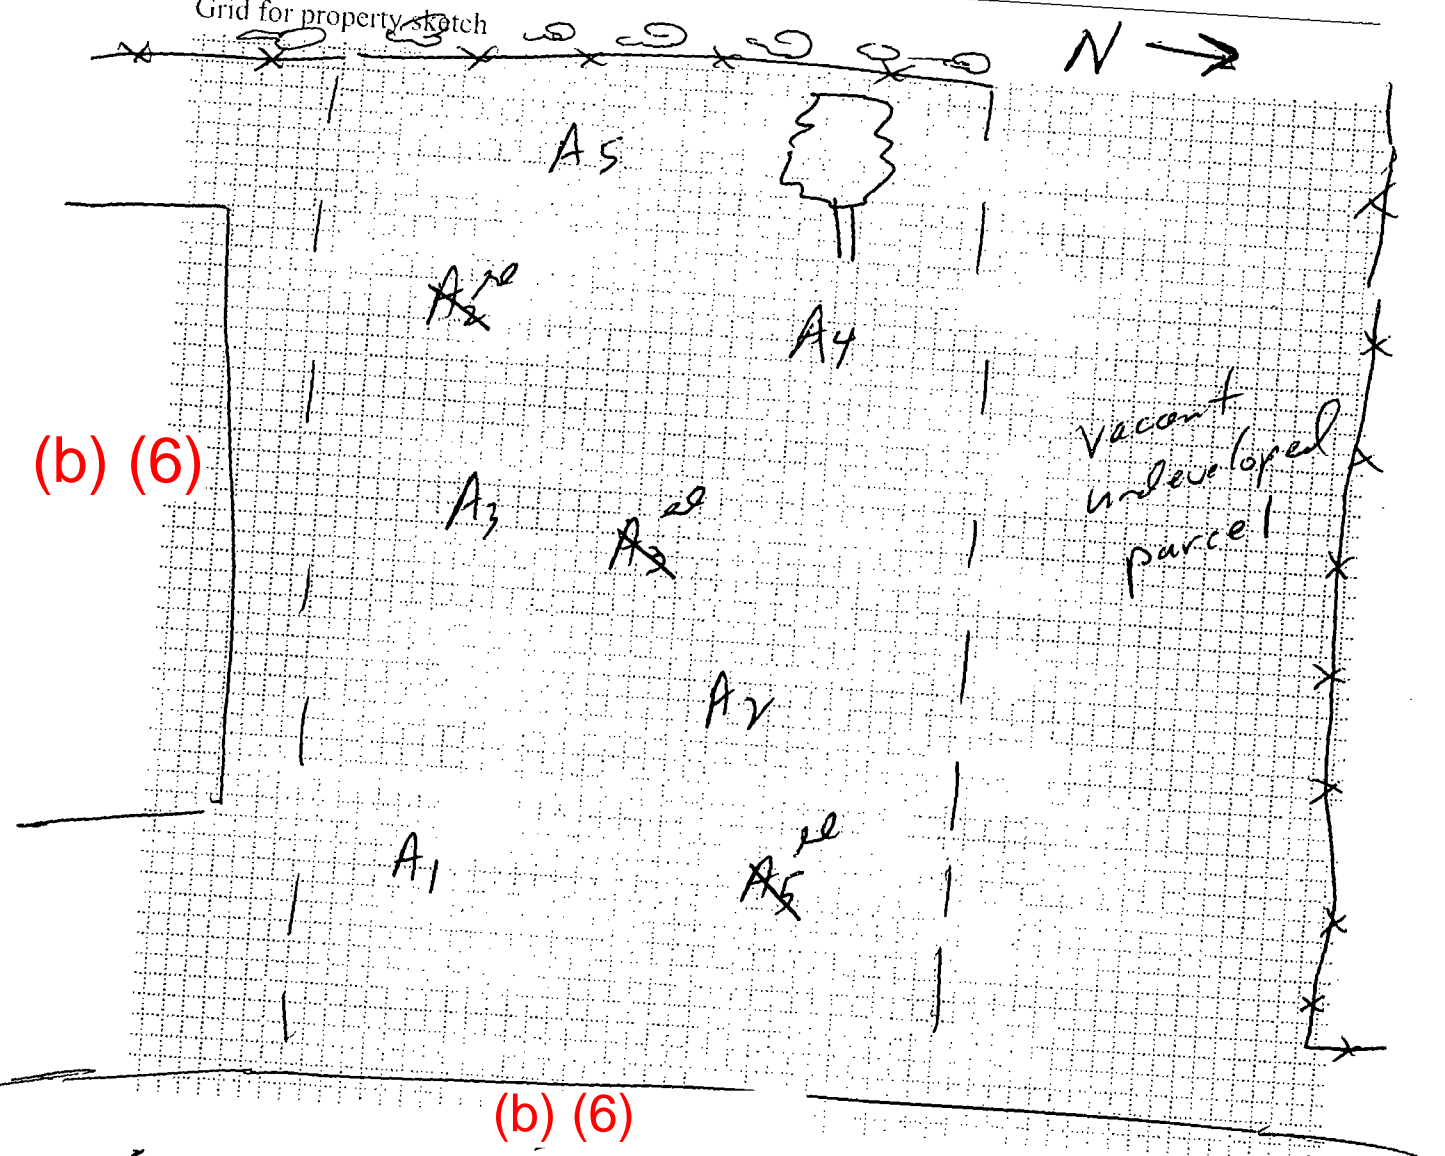 Grid for property sketch
N
A5
A2
A4
vacant
undeveloped
parcel
(b) (6)
A3
A3
A2
A1
A5
(b) (6)